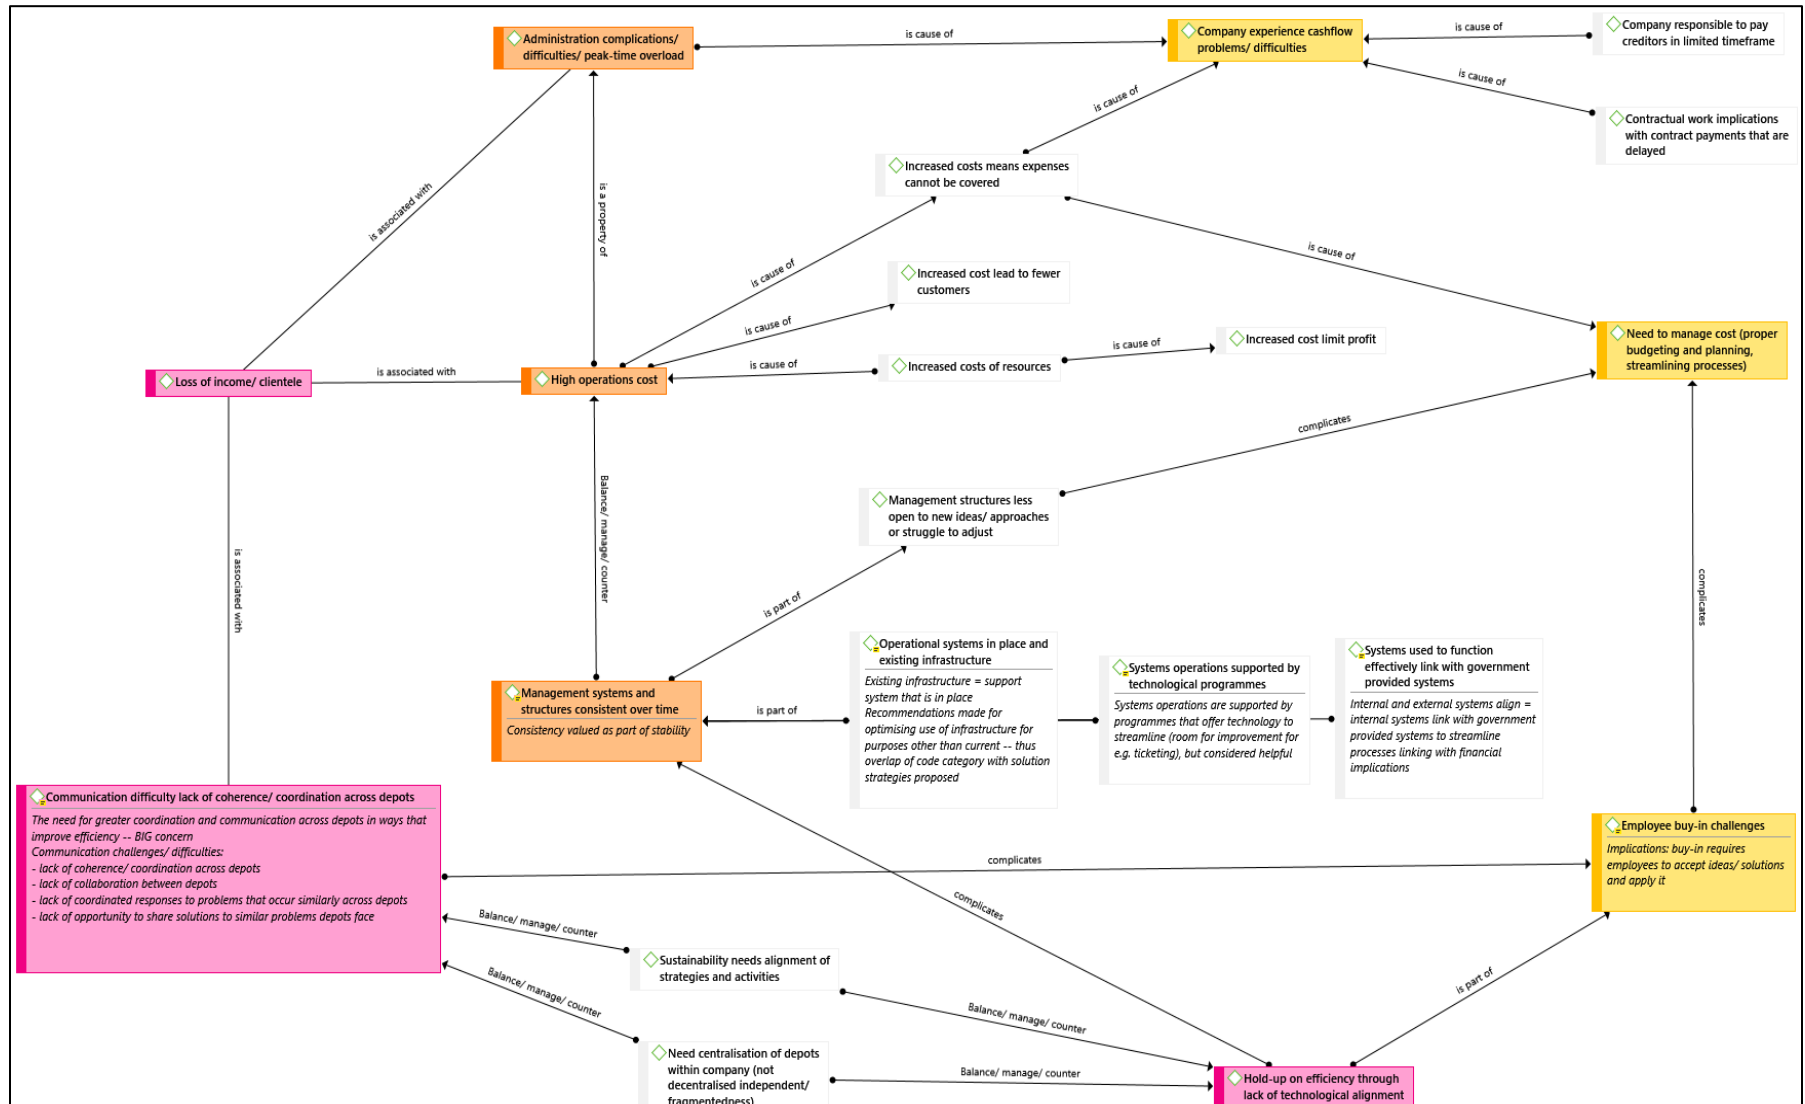 Administration complications/
difficulties/ peak-time overload
is cause of
Company experience cashflow
problems/ difficulties
is cause of
Company responsible to pay
creditors in limited timeframe
is cause of
is cause of
Contractual work implications
with contract payments that are
delayed
Increased costs means expenses
cannot be covered
is associated with
is a property of
is cause of
is cause of
Increased cost lead to fewer
customers
is cause of
Need to manage cost (proper
budgeting and planning,
streamlining processes)
is cause of
Increased cost limit profit
Loss of income/ clientele
is associated with
High operations cost
is cause of
Increased costs of resources
complicates
Balance/ manage/ counter
Management structures less
open to new ideas/ approaches
or struggle to adjust
is associated with
is part of
complicates
Management systems and
structures consistent over time
Consistency valued as part of stability
is part of
Operational systems in place and
existing infrastructure
Existing infrastructure = support
system that is in place
Recommendations made for
optimising use of infrastructure for
purposes other than current -- thus
overlap of code category with solution
strategies proposed
Systems operations supported by
technological programmes
Systems operations are supported by
programmes that offer technology to
streamline (room for improvement for
e.g. ticketing), but considered helpful
Systems used to function
effectively link with government
provided systems
Internal and external systems align =
internal systems link with government
provided systems to streamline
processes linking with financial
implications
Communication difficulty lack of coherence/ coordination across depots
The need for greater coordination and communication across depots in ways that
improve efficiency -- BIG concern
Communication challenges/ difficulties:
- lack of coherence/ coordination across depots
- lack of collaboration between depots
- lack of coordinated responses to problems that occur similarly across depots
- lack of opportunity to share solutions to similar problems depots face
complicates
Employee buy-in challenges
Implications: buy-in requires
employees to accept ideas/ solutions
and apply it
complicates
Balance/ manage/ counter
Sustainability needs alignment of
strategies and activities
Balance/ manage/ counter
Balance/ manage/ counter
is part of
Need centralisation of depots
within company (not
decentralised independent/
fragmentedness)
Balance/ manage/ counter
Hold-up on efficiency through
lack of technological alignment